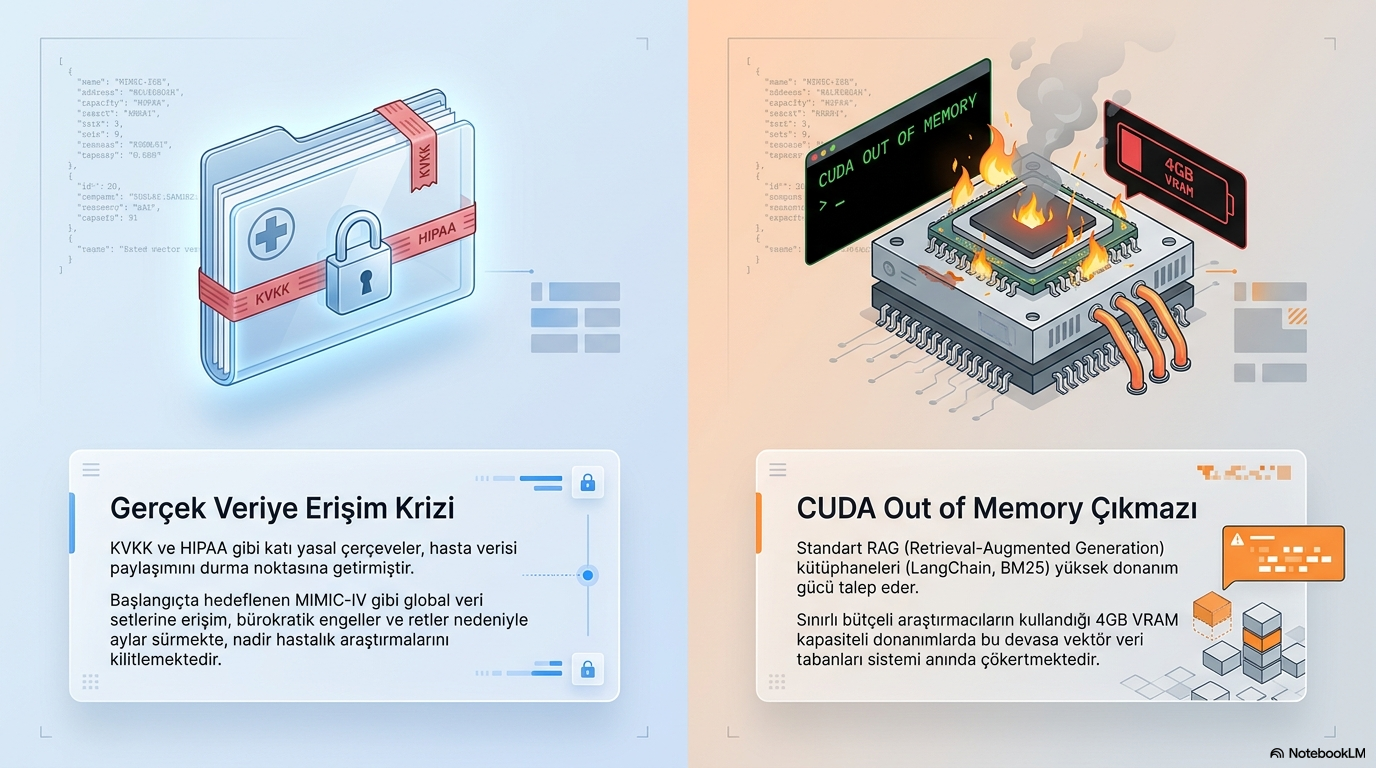 KVKK
HIPAA
KVKK
Gerçek Veriye Erişim Krizi
KVKK ve HIPAA gibi katı yasal çerçeveler, hasta verisi
paylaşımını durma noktasına getirmiştir.
Başlangıçta hedeflenen MIMIC-IV gibi global veri
setlerine erişim, bürokratik engeller ve retler nedeniyle
aylar sürmekte, nadir hastalık araştırmalarını
kilitlemektedir.
CUDA OUT OF MEMORY
> _
4GB
VRAM
CUDA Out of Memory Çıkmazı
Standart RAG (Retrieval-Augmented Generation)
kütüphaneleri (LangChain, BM25) yüksek donanım
gücü talep eder.
Sınırlı bütçeli araştırmacıların kullandığı 4GB VRAM
kapasiteli donanımlarda bu devasa vektör veri
tabanları sistemi anında çökertmektedir.
NotebookLM